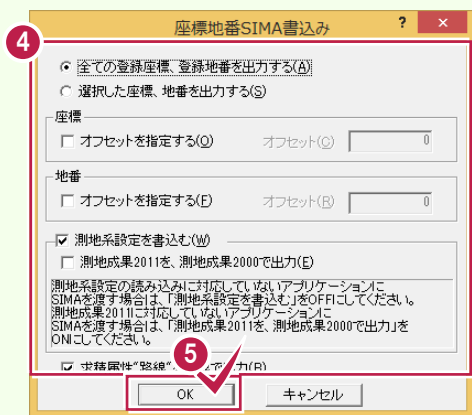 座標地番SIMA書込み ? ×
4
全ての登録座標、登録地番を出力する(A)
選択した座標、地番を出力する(S)
座標
オフセットを指定する(O) オフセット(C) 0
地番
オフセットを指定する(F) オフセット(R) 0
測地系設定を書込む(W)
測地成果2011を、測地成果2000で出力(E)
測地系設定の読み込みに対応していないアプリケーションに
SIMAを渡す場合は、「測地系設定を書込む」をOFFにしてください。
測地成果2011に対応していないアプリケーションに
SIMAを渡す場合は、「測地成果2011を、測地成果2000で出力」を
ONにしてください。
求積属性"路線"
力(R)
5
OK キャンセル